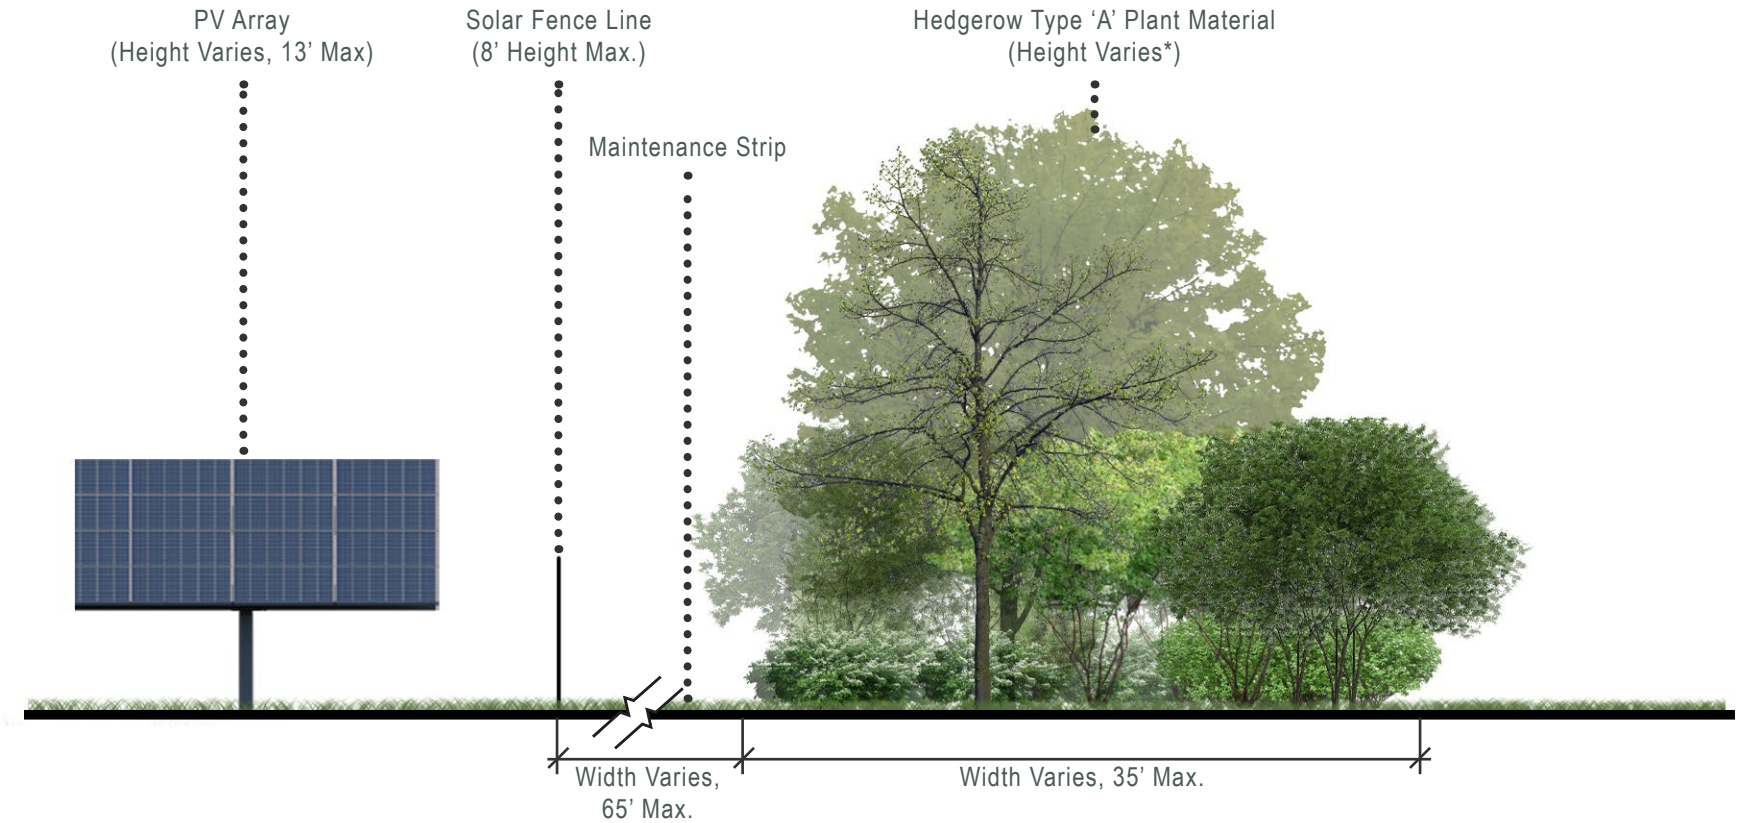 PV Array
(Height Varies, 13’ Max)
Solar Fence Line
(8’ Height Max.)
Hedgerow Type ‘A’ Plant Material
(Height Varies*)
Maintenance Strip
Width Varies,
65’ Max.
Width Varies, 35’ Max.